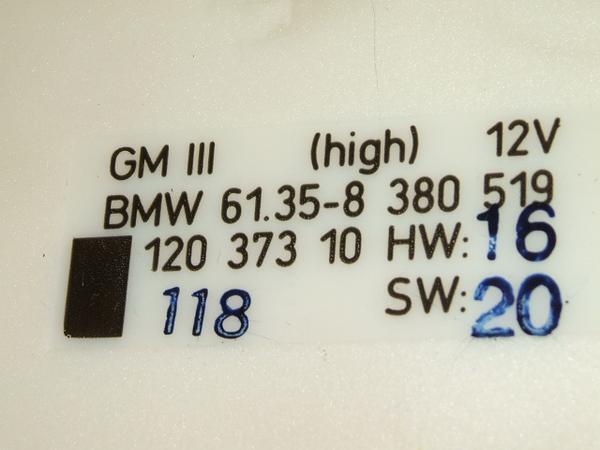 GM III (high) 12V
BMW 61.35-8 380 519
120 373 10 HW: 16
118 SW: 20